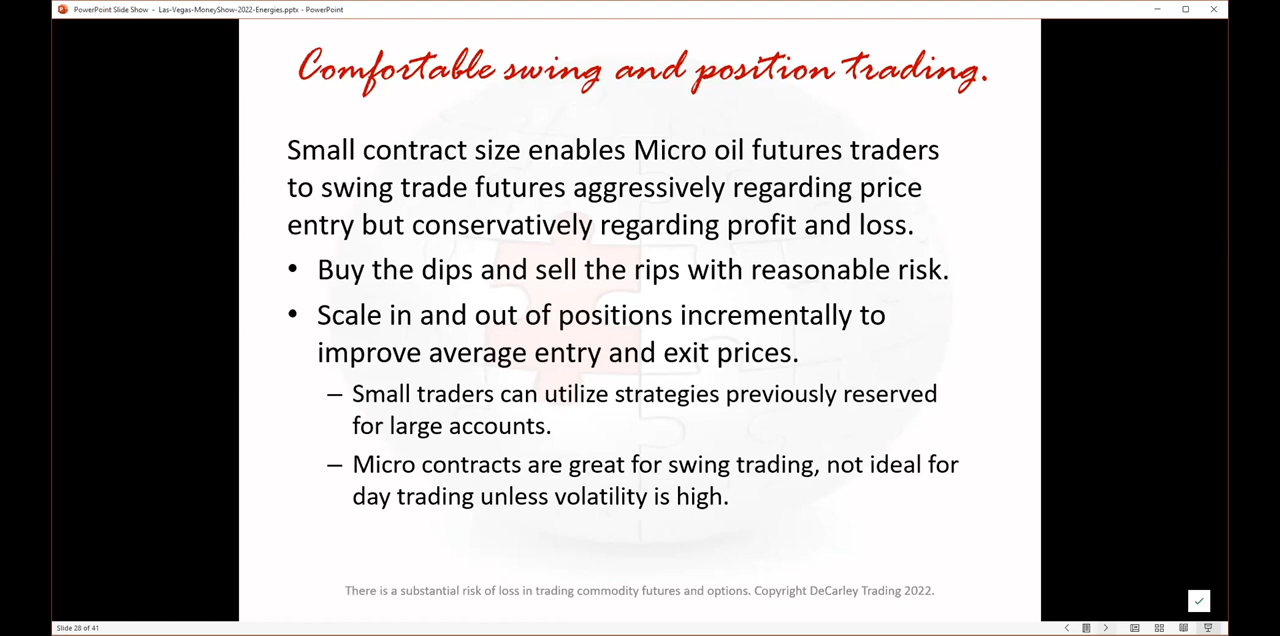 PowerPoint Slide Show - Las-Vegas-MoneyShow-2022-Energies.pptx - PowerPoint
Comfortable swing and position trading.
Small contract size enables Micro oil futures traders
to swing trade futures aggressively regarding price
entry but conservatively regarding profit and loss.
• Buy the dips and sell the rips with reasonable risk.
• Scale in and out of positions incrementally to
improve average entry and exit prices.
– Small traders can utilize strategies previously reserved
for large accounts.
– Micro contracts are great for swing trading, not ideal for
day trading unless volatility is high.
There is a substantial risk of loss in trading commodity futures and options. Copyright DeCarley Trading 2022.
Slide 28 of 41